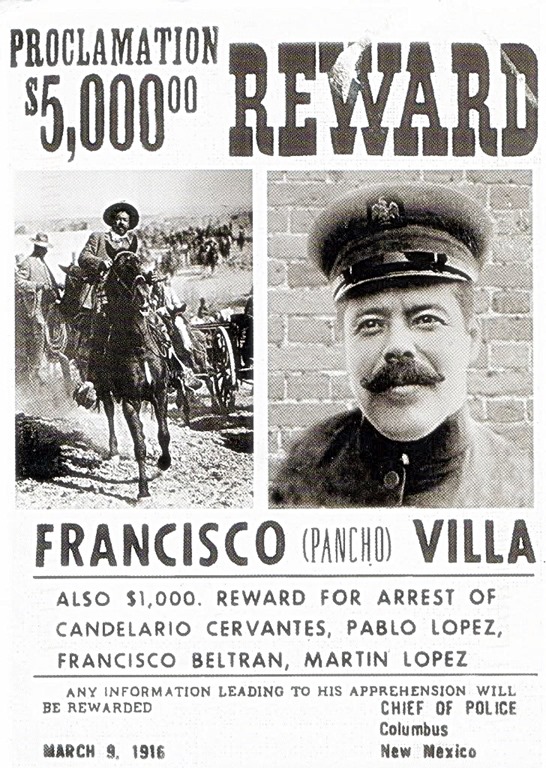 PROCLAMATION
$5,000⁰⁰
REWARD
FRANCISCO (PANCHO) VILLA
ALSO $1,000. REWARD FOR ARREST OF
CANDELARIO CERVANTES, PABLO LOPEZ,
FRANCISCO BELTRAN, MARTIN LOPEZ
ANY INFORMATION LEADING TO HIS APPREHENSION WILL
BE REWARDED
CHIEF OF POLICE
Columbus
New Mexico
MARCH 9, 1916